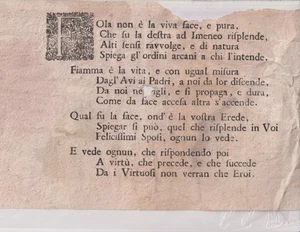 FOla non è la viva face, e pura,
Che su la destra ad Imeneo risplende,
Alti sensi ravvolge, e di natura
Spiega gl'ordini arcani a chi l'intende.
Fiamma è la vita, e con ugual misura
Dagl'Avi ai Padri, a noi da lor discende,
Da noi ne' figli, e si propaga, e dura,
Come da face accesa altra s'accende.
Qual su la face, ond' è la vostra Erede,
Spiegar si può, quel che risplende in Voi
Felicissimi Sposi, ognun lo vede.
E vede ognun, che rispondendo poi
A virtù, che precede, e che succede
Da i Virtuosi non verran che Eroi.